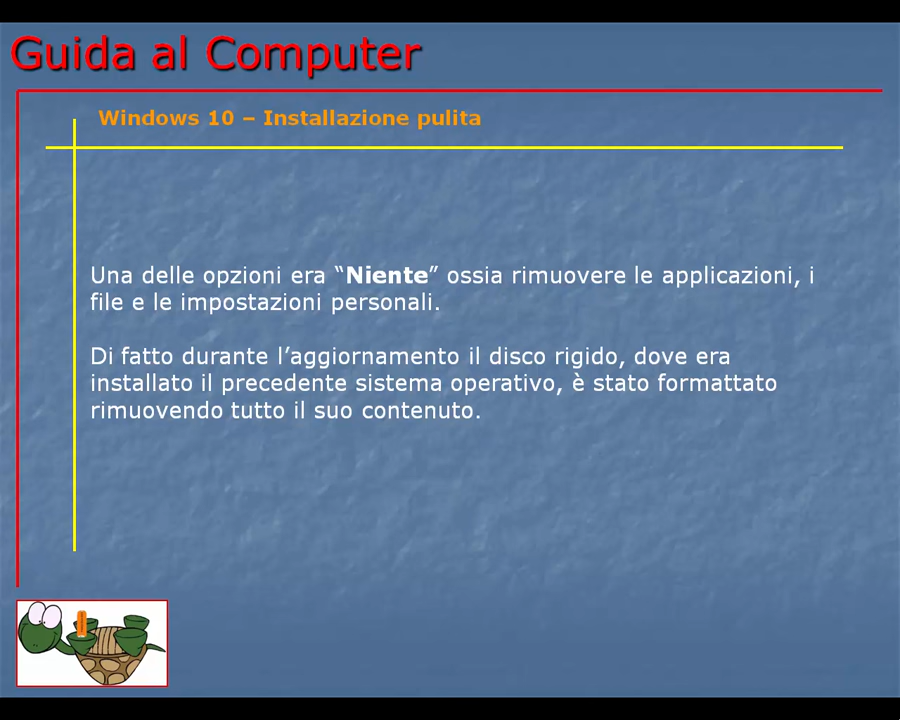 Guida al Computer
Windows 10 – Installazione pulita
Una delle opzioni era “Niente” ossia rimuovere le applicazioni, i
file e le impostazioni personali.
Di fatto durante l’aggiornamento il disco rigido, dove era
installato il precedente sistema operativo, è stato formattato
rimuovendo tutto il suo contenuto.